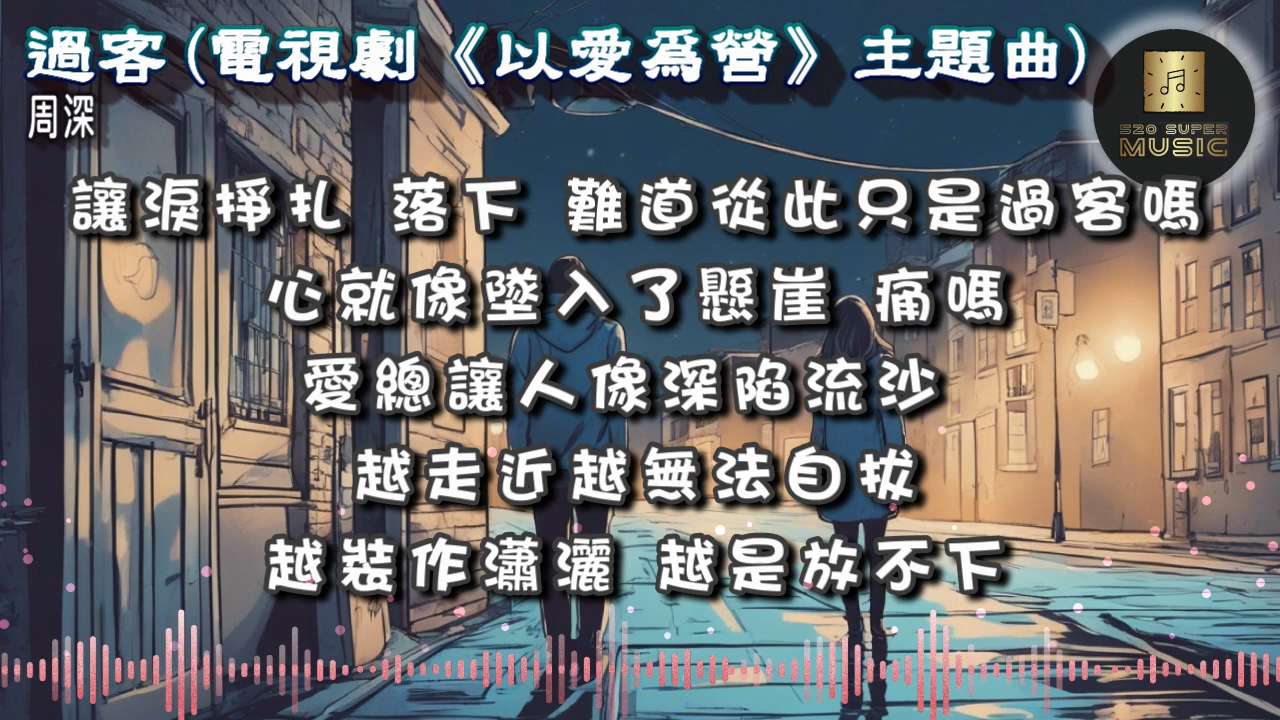 過客(電視劇《以愛為營》主題曲)
周深
520 SUPER
MUSIC
讓淚掙扎 落下 難道從此只是過客嗎
心就像墜入了懸崖 痛嗎
愛總讓人像深陷流沙
越走近越無法自拔
越裝作瀟灑 越是放不下